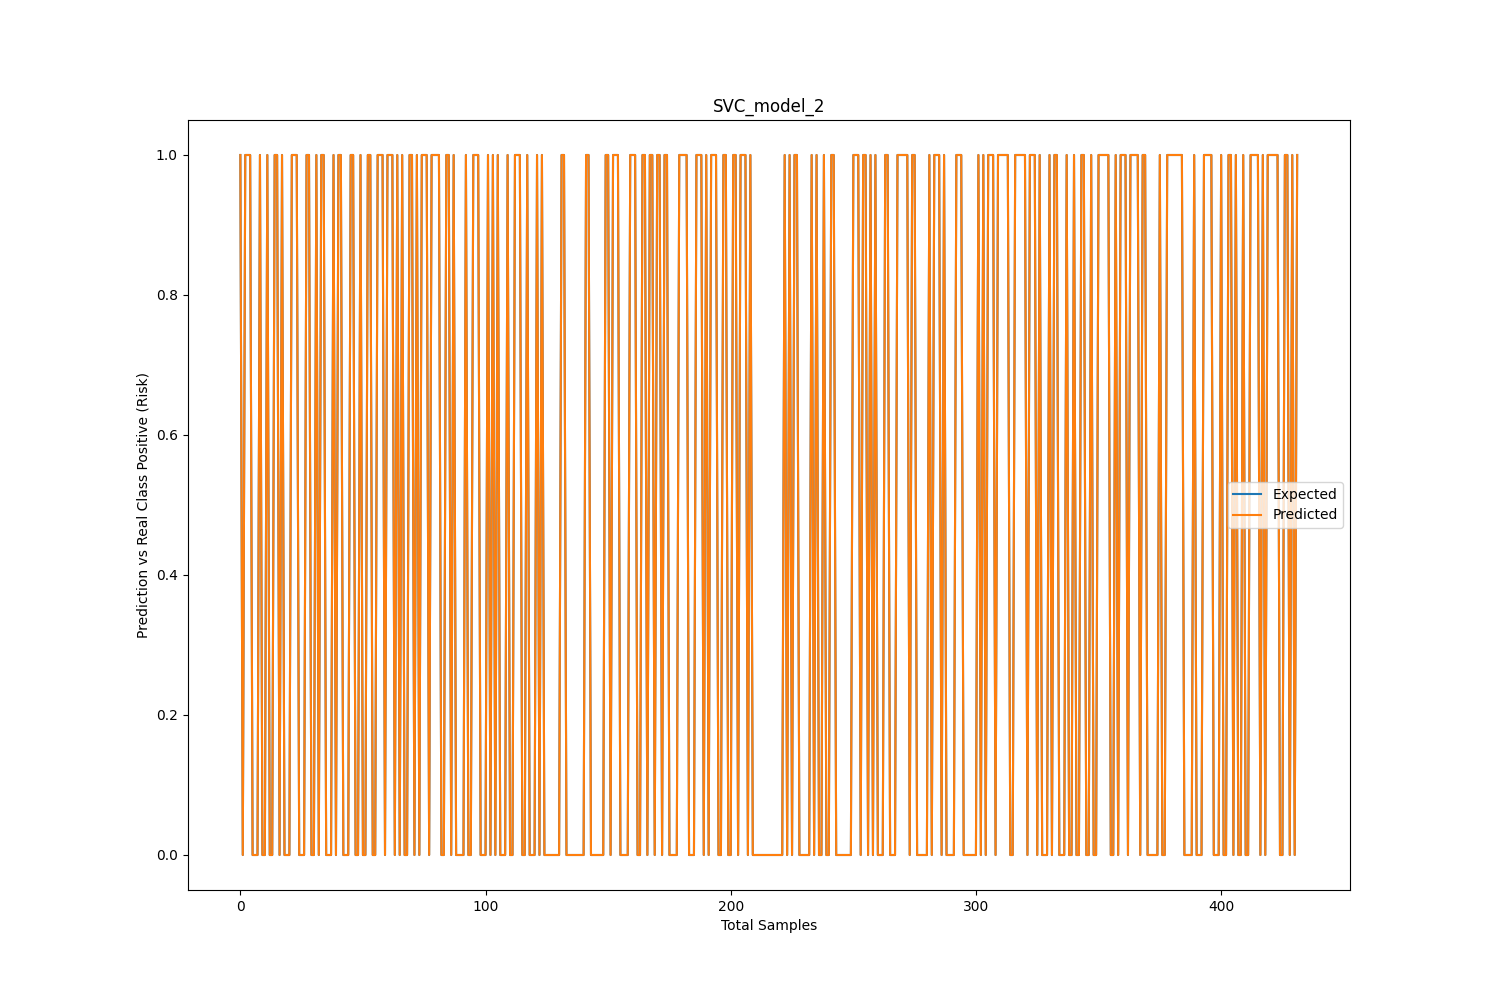 SVC_model_2
1.0
0.8
0.6
0.4
0.2
0.0
Prediction vs Real Class Positive (Risk)
Expected
Predicted
0
100
200
300
400
Total Samples